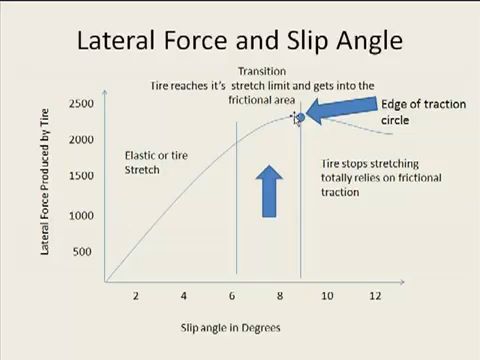 Lateral Force and Slip Angle
Transition
Tire reaches it's stretch limit and gets into the
frictional area
Edge of traction
circle
Elastic or tire
Stretch
Tire stops stretching
totally relies on frictional
traction
Lateral Force Produced by Tire
2500
2000
1500
1000
500
2 4 6 8 10 12
Slip angle in Degrees